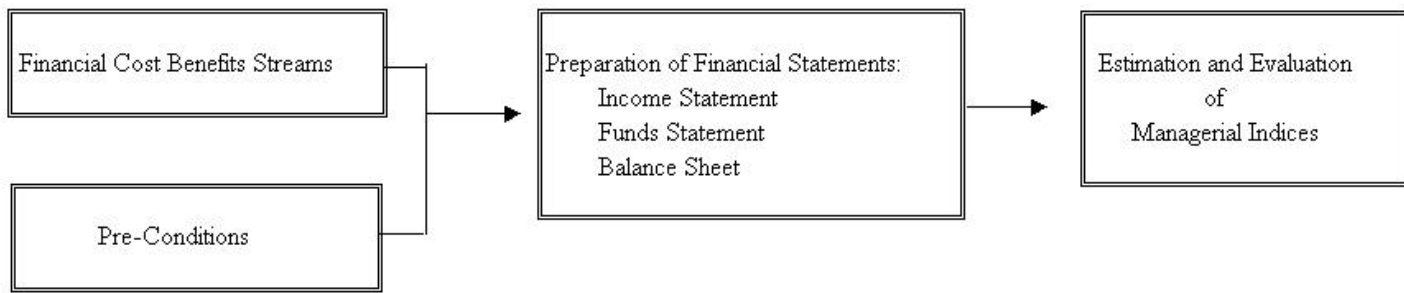 Financial Cost Benefits Streams
Pre-Conditions
Preparation of Financial Statements:
Income Statement
Funds Statement
Balance Sheet
Estimation and Evaluation
of
Managerial Indices